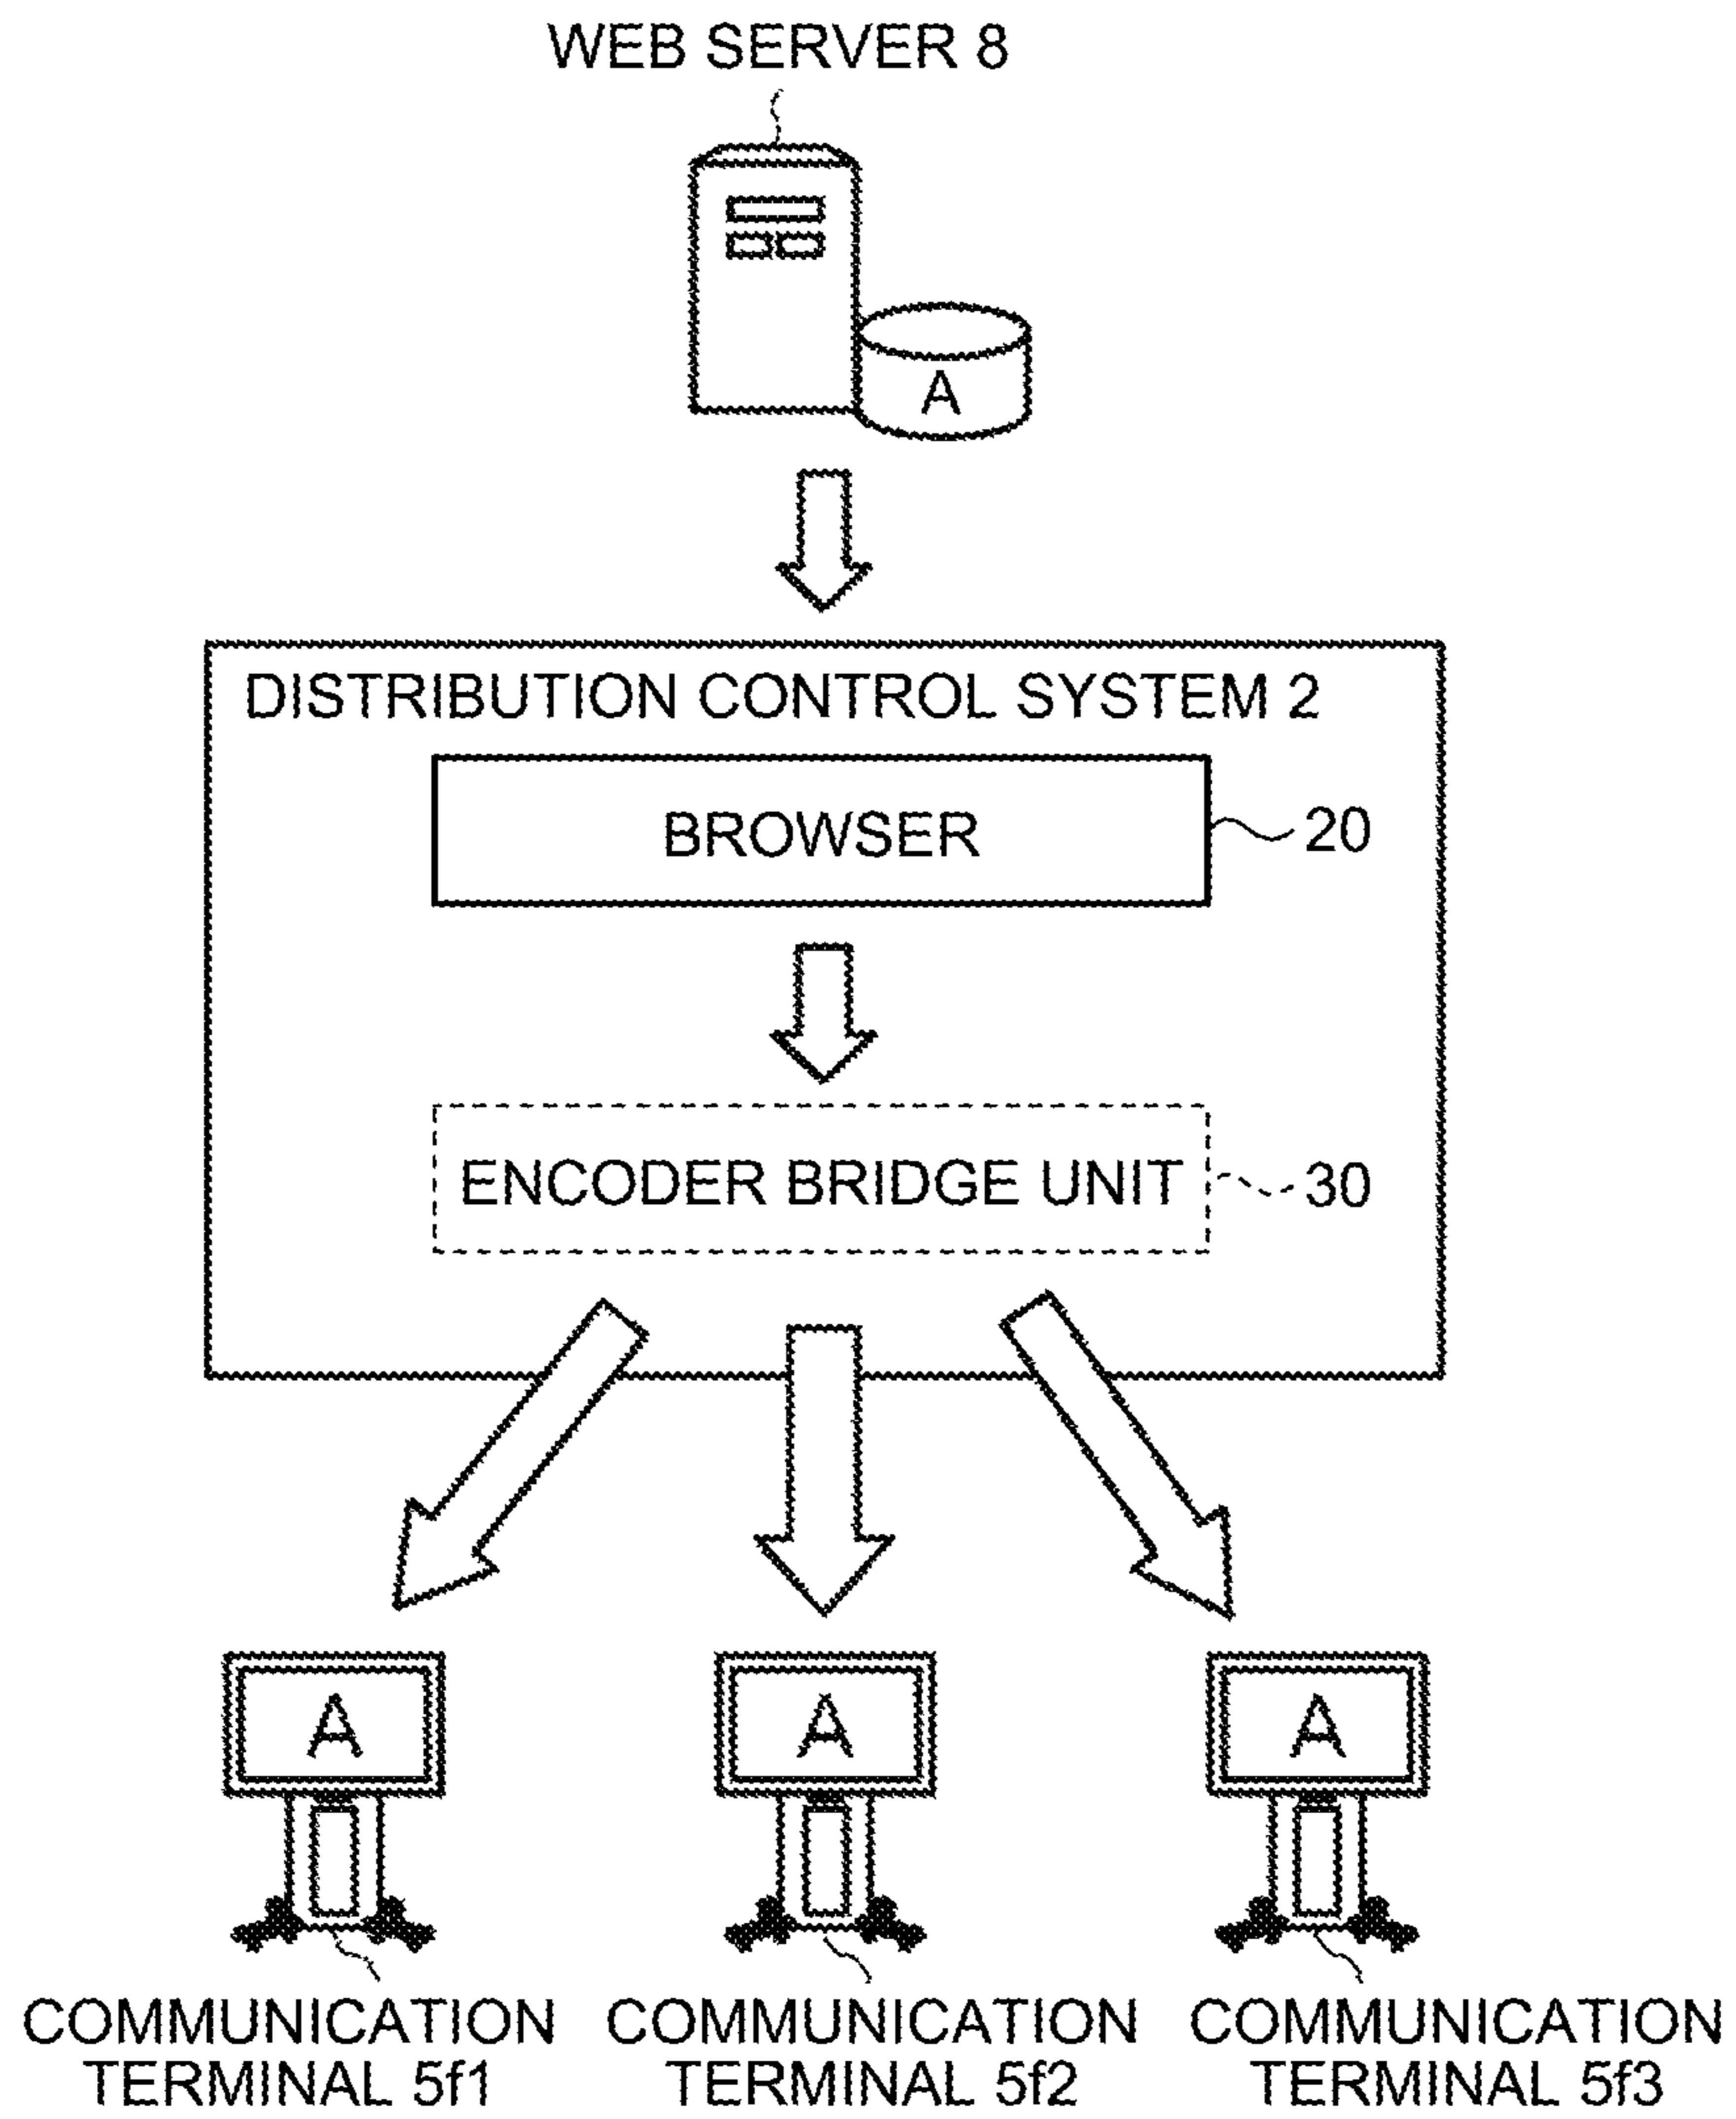 WEB SERVER 8
A
DISTRIBUTION CONTROL SYSTEM 2
BROWSER
20
ENCODER BRIDGE UNIT
30
A
A
A
COMMUNICATION
TERMINAL 5f1
COMMUNICATION
TERMINAL 5f2
COMMUNICATION
TERMINAL 5f3